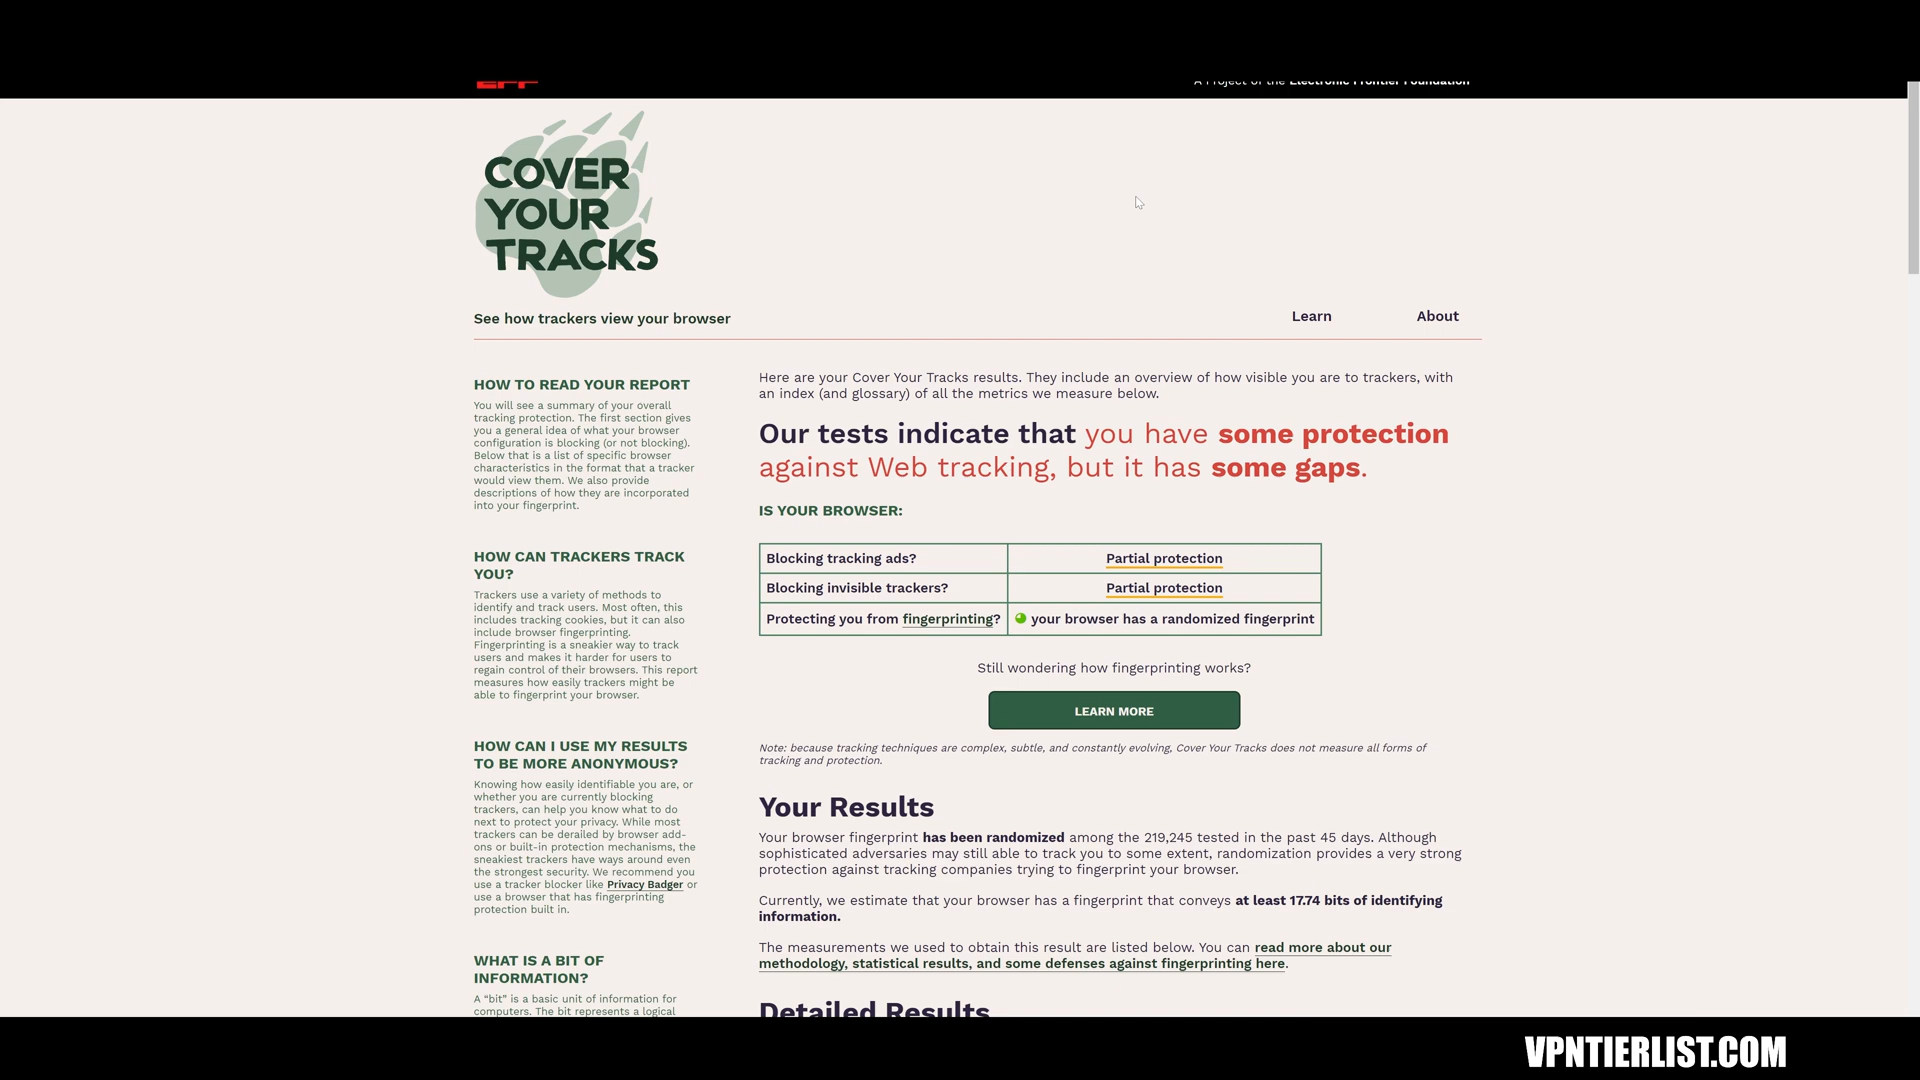 EFF
A Project of the Electronic Frontier Foundation
COVER
YOUR
TRACKS
See how trackers view your browser
Learn
About
HOW TO READ YOUR REPORT
You will see a summary of your overall
tracking protection. The first section gives
you a general idea of what your browser
configuration is blocking (or not blocking).
Below that is a list of specific browser
characteristics in the format that a tracker
would view them. We also provide
descriptions of how they are incorporated
into your fingerprint.
HOW CAN TRACKERS TRACK
YOU?
Trackers use a variety of methods to
identify and track users. Most often, this
includes tracking cookies, but it can also
include browser fingerprinting.
Fingerprinting is a sneakier way to track
users and makes it harder for users to
regain control of their browsers. This report
measures how easily trackers might be
able to fingerprint your browser.
HOW CAN I USE MY RESULTS
TO BE MORE ANONYMOUS?
Knowing how easily identifiable you are, or
whether you are currently blocking
trackers, can help you know what to do
next to protect your privacy. While most
trackers can be derailed by browser add-
ons or built-in protection mechanisms, the
sneakiest trackers have ways around even
the strongest security. We recommend you
use a tracker blocker like Privacy Badger or
use a browser that has fingerprinting
protection built in.
WHAT IS A BIT OF
INFORMATION?
A “bit” is a basic unit of information for
computers. The bit represents a logical
Here are your Cover Your Tracks results. They include an overview of how visible you are to trackers, with
an index (and glossary) of all the metrics we measure below.
Our tests indicate that you have some protection
against Web tracking, but it has some gaps.
IS YOUR BROWSER:
Blocking tracking ads? Partial protection
Blocking invisible trackers? Partial protection
Protecting you from fingerprinting? your browser has a randomized fingerprint
Still wondering how fingerprinting works?
LEARN MORE
Note: because tracking techniques are complex, subtle, and constantly evolving, Cover Your Tracks does not measure all forms of
tracking and protection.
Your Results
Your browser fingerprint has been randomized among the 219,245 tested in the past 45 days. Although
sophisticated adversaries may still able to track you to some extent, randomization provides a very strong
protection against tracking companies trying to fingerprint your browser.
Currently, we estimate that your browser has a fingerprint that conveys at least 17.74 bits of identifying
information.
The measurements we used to obtain this result are listed below. You can read more about our
methodology, statistical results, and some defenses against fingerprinting here.
Detailed Results
VPNTIERLIST.COM